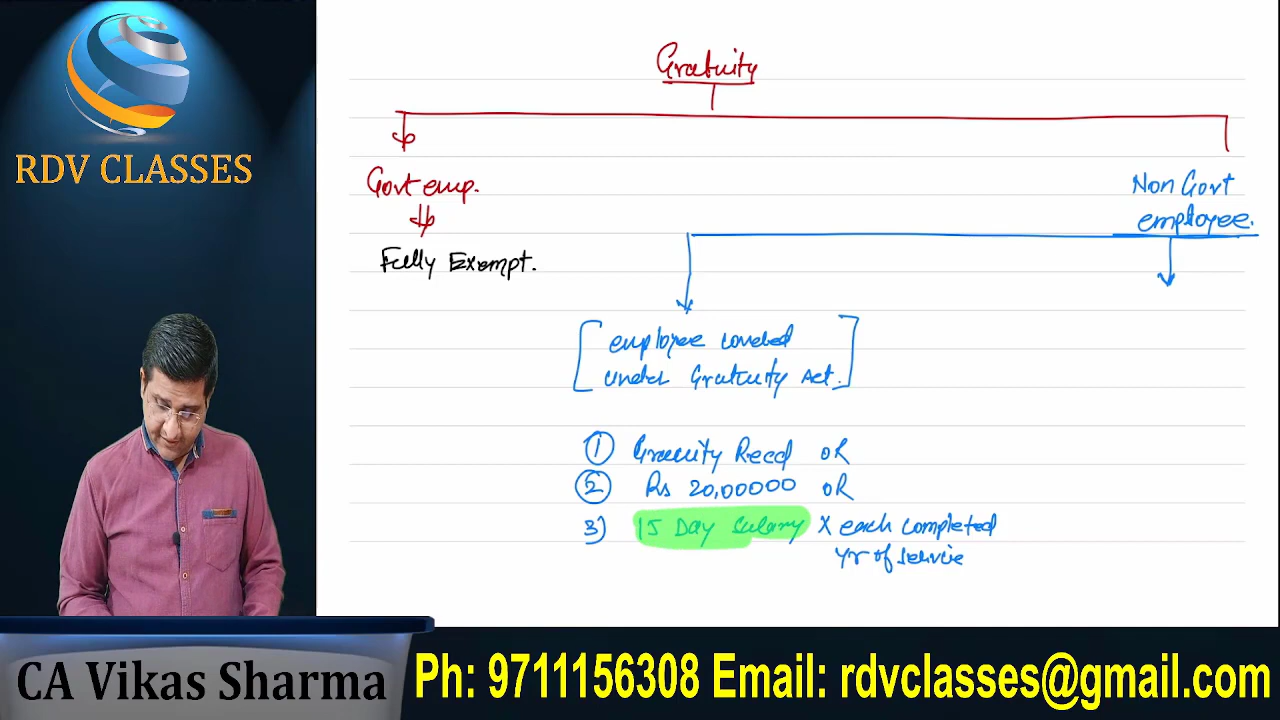 RDV CLASSES
Gratuity
Govt emp.
Fully Exempt.
Non Govt
employee.
employee covered
under Gratuity Act.
1 Gratuity Recd OR
2 Rs 20,00000 OR
3) 15 Day Salary X each completed
yr of service
CA Vikas Sharma
Ph: 9711156308 Email: rdvclasses@gmail.com